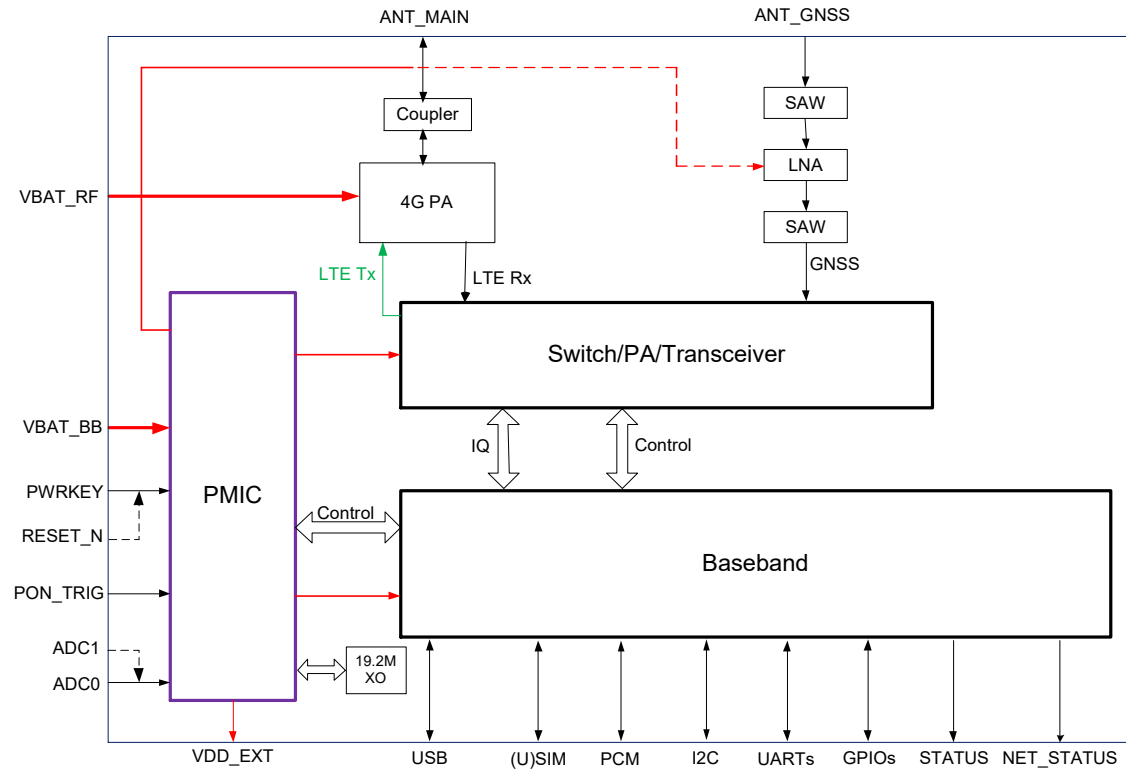 ANT_MAIN
ANT_GNSS
SAW
Coupler
LNA
VBAT_RF
4G PA
SAW
LTE Tx
LTE Rx
GNSS
Switch/PA/Transceiver
VBAT_BB
IQ
Control
PWRKEY
PMIC
RESET_N
Control
Baseband
PON_TRIG
ADC1
19.2M
XO
ADC0
VDD_EXT
USB
(U)SIM
PCM
I2C
UARTs
GPIOs
STATUS
NET_STATUS